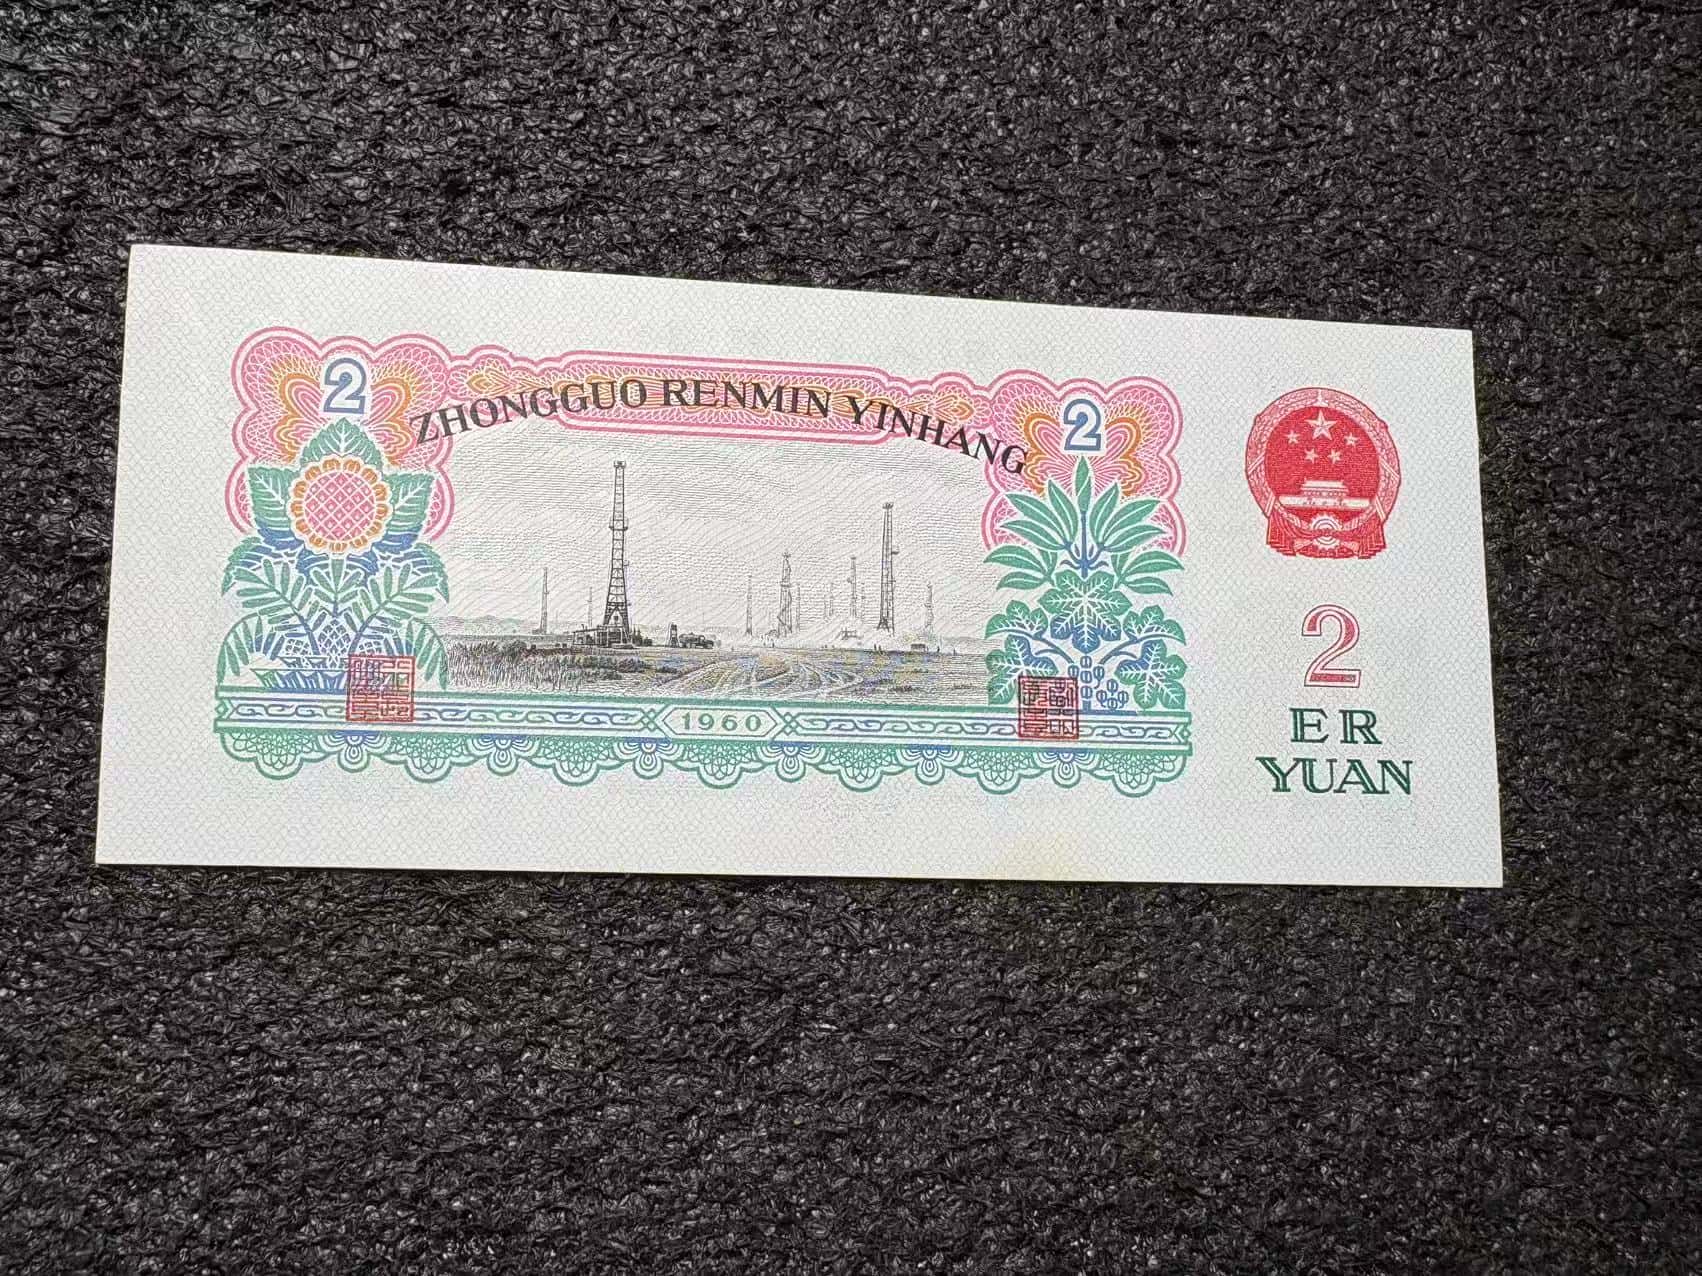 2
2
ZHONGGUO RENMIN YINHANG
1960
2
ER
YUAN